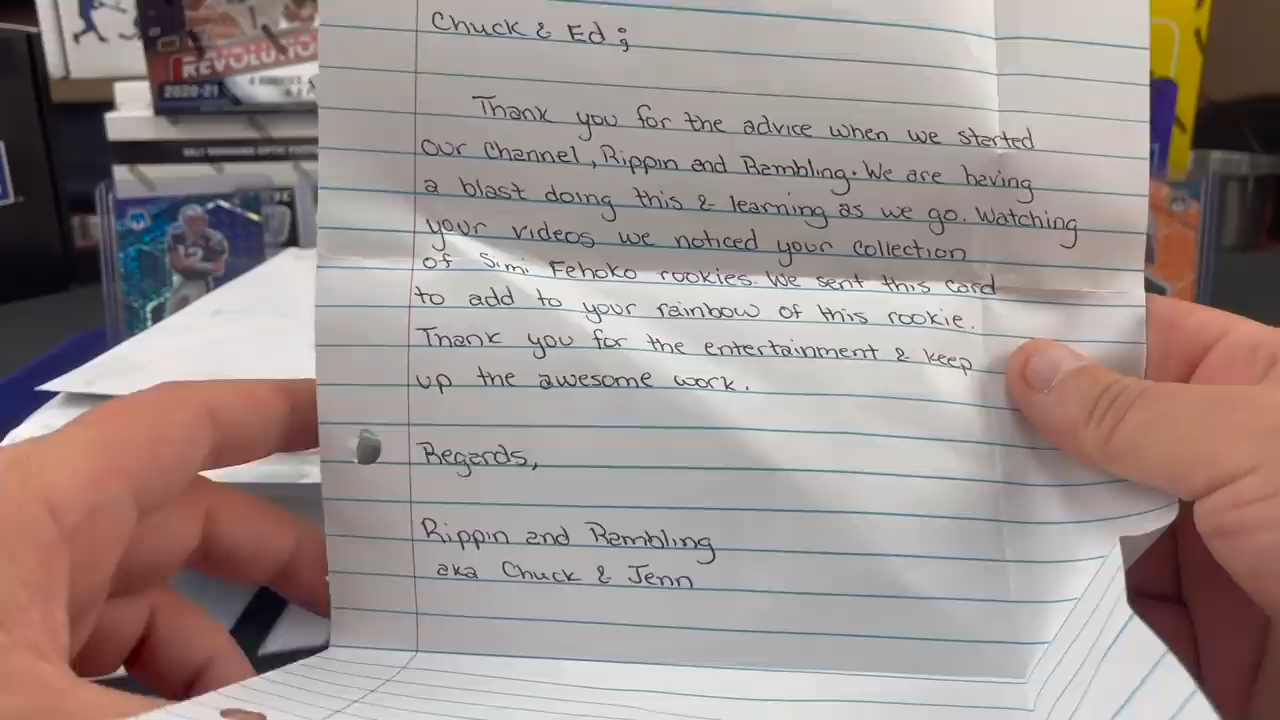 REVOLUTIO
2020-21
Chuck & Ed;
Thank you for the advice when we started
our Channel, Rippin and Rambling. We are having
a blast doing this & learning as we go. Watching
your videos we noticed your collection
of Simi Fehoko rookies. We sent this card
to add to your rainbow of this rookie.
Thank you for the entertainment & keep
up the awesome work.
Regards,
Rippin and Rambling
aka Chuck & Jenn